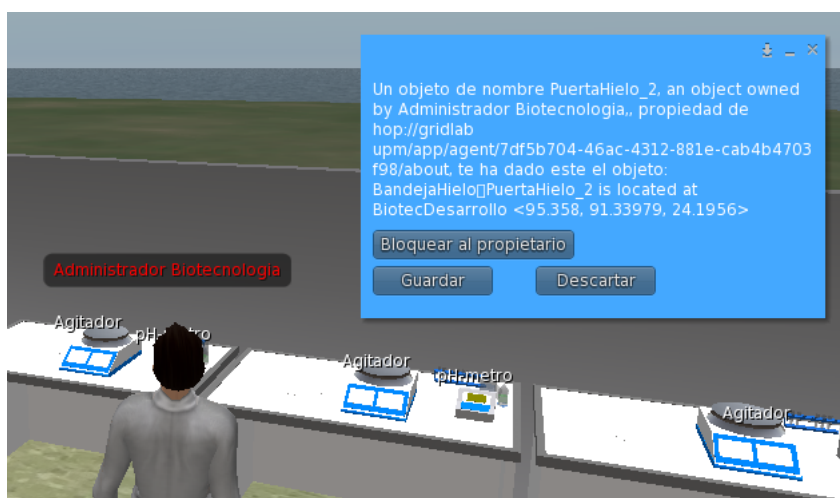 Un objeto de nombre PuertaHielo_2, an object owned
by Administrador Biotecnologia,, propiedad de
hop://gridlab
upm/app/agent/7df5b704-46ac-4312-881e-cab4b4703
f98/about, te ha dado este el objeto:
BandejaHielo▯PuertaHielo_2 is located at
BiotecDesarrollo <95.358, 91.33979, 24.1956>
Bloquear al propietario
Guardar
Descartar
Administrador Biotecnologia
Agitador
Agitador
pH-metro
Agitador